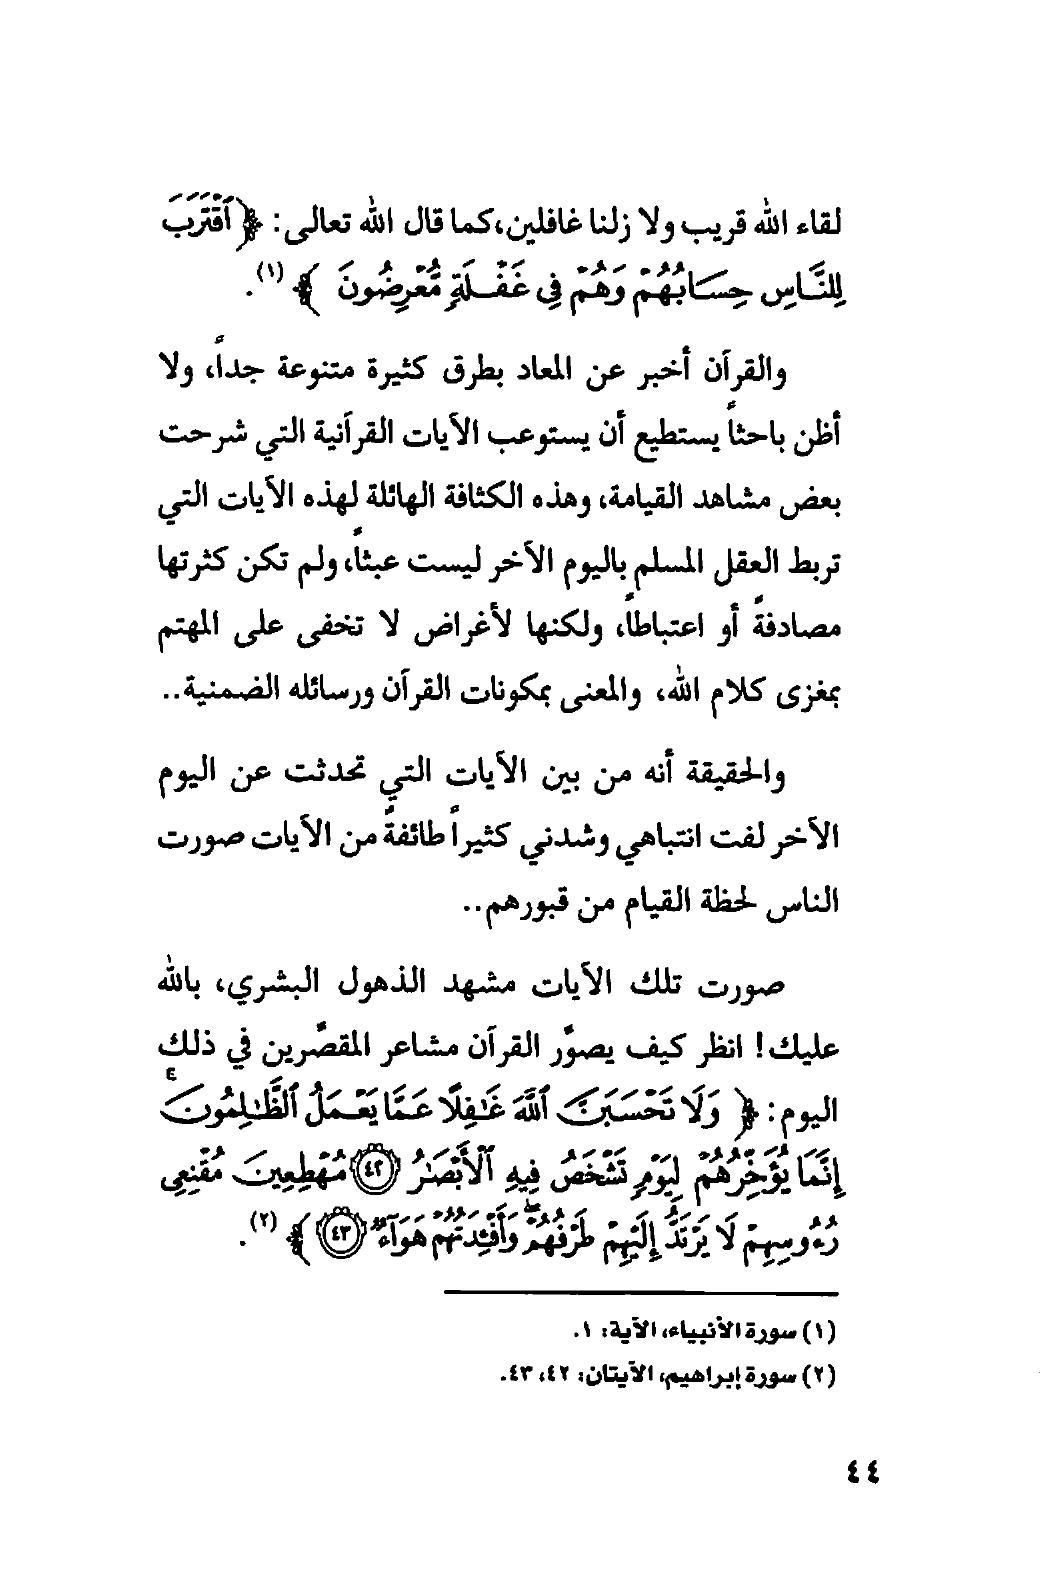 لقاء الله قريب ولا زلنا غافلين، كما قال الله تعالى: ﴿ ٱقْتَرَبَ
لِلنَّاسِ حِسَابُهُمْ وَهُمْ فِى غَفْلَةٍ مُّعْرِضُونَ ﴾ (١).
والقرآن أخبر عن المعاد بطرق كثيرة متنوعة جداً، ولا
أظن باحثاً يستطيع أن يستوعب الآيات القرآنية التي شرحت
بعض مشاهد القيامة، وهذه الكثافة الهائلة لهذه الآيات التي
تربط العقل المسلم باليوم الآخر ليست عبثاً، ولم تكن كثرتها
مصادفةً أو اعتباطاً، ولكنها لأغراض لا تخفى على المهتم
بمغزى كلام الله، والمعنى بمكونات القرآن ورسائله الضمنية..
والحقيقة أنه من بين الآيات التي تحدثت عن اليوم
الآخر لفت انتباهي وشدني كثيراً طائفةً من الآيات صورت
الناس لحظة القيام من قبورهم..
صورت تلك الآيات مشهد الذهول البشري، بالله
عليك! انظر كيف يصوِّر القرآن مشاعر المقصِّرين في ذلك
اليوم: ﴿ وَلَا تَحْسَبَنَّ ٱللَّهَ غَٰفِلًا عَمَّا يَعْمَلُ ٱلظَّٰلِمُونَ ۚ
إِنَّمَا يُؤَخِّرُهُمْ لِيَوْمٍ تَشْخَصُ فِيهِ ٱلْأَبْصَٰرُ ﴿٤٢﴾ مُهْطِعِينَ مُقْنِعِى
رُءُوسِهِمْ لَا يَرْتَدُّ إِلَيْهِمْ طَرْفُهُمْ ۖ وَأَفْـِٔدَتُهُمْ هَوَآءٌ ﴿٤٣﴾ ﴾ (٢).
(١) سورة الأنبياء، الآية: ١.
(٢) سورة إبراهيم، الآيتان: ٤٢، ٤٣.
٤٤